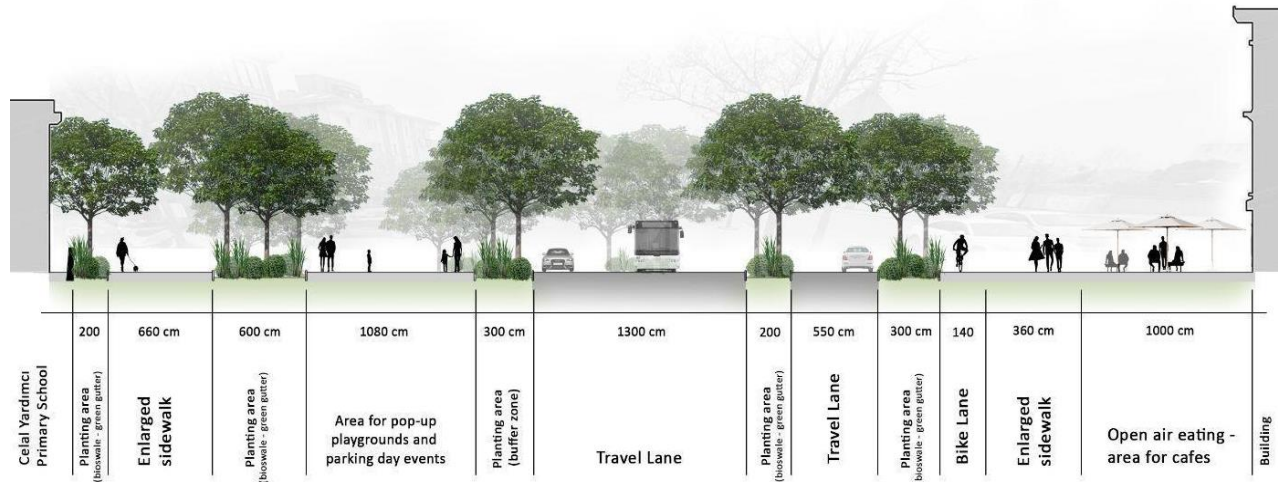 200
660 cm
600 cm
1080 cm
300 cm
1300 cm
200
550 cm
300 cm
140
360 cm
1000 cm
Celal Yardımcı
Primary School
Planting area
(bioswale - green gutter)
Enlarged
sidewalk
Planting area
(bioswale - green gutter)
Area for pop-up
playgrounds and
parking day events
Planting area
(buffer zone)
Travel Lane
Planting area
(bioswale - green gutter)
Travel Lane
Planting area
(bioswale - green gutter)
Bike Lane
Enlarged
sidewalk
Open air eating -
area for cafes
Building